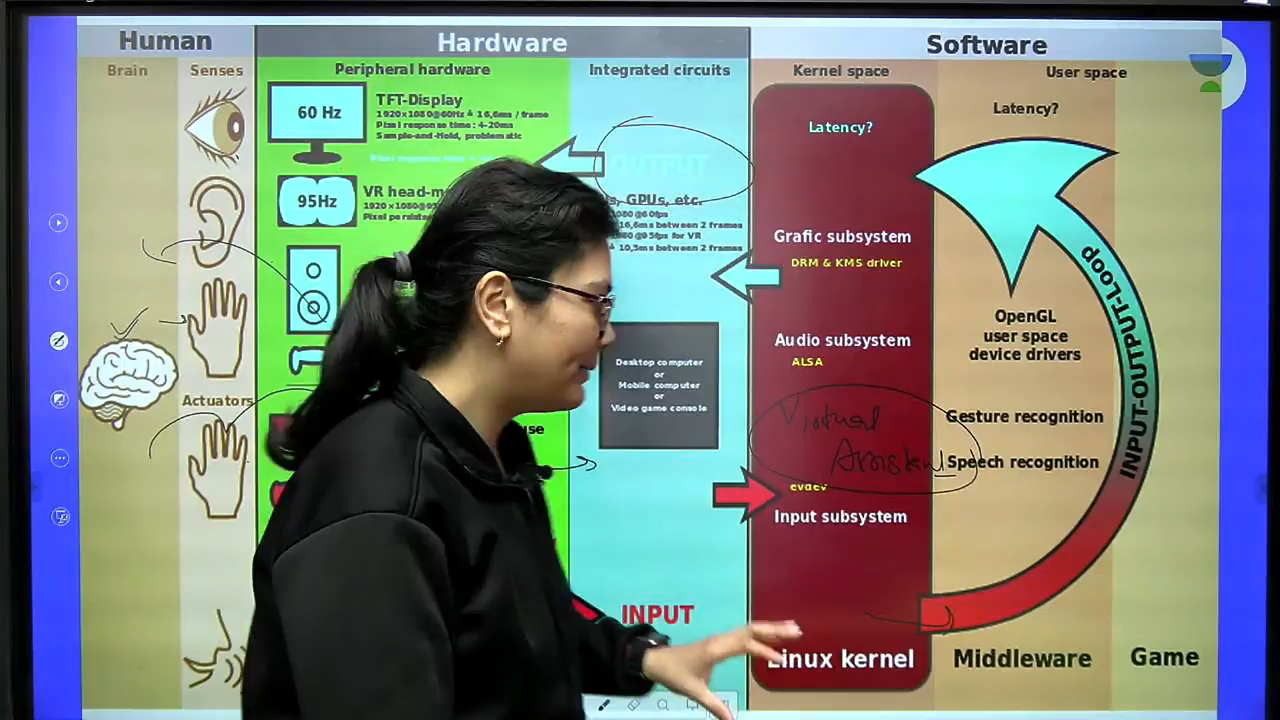 Human
Hardware
Software
Brain
Senses
Peripheral hardware
Integrated circuits
Kernel space
User space
60 Hz
TFT-Display
1920×1080@60Hz ≙ 16,6ms / frame
Pixel response time: 4-20ms
Sample-and-Hold, problematic
OUTPUT
Latency?
Latency?
95Hz
VR head-m
1920×1080@9
Pixel persist
s, GPUs, etc.
080 @60fps
16,6ms between 2 frames
80 @95fps for VR
≙ 10,5ms between 2 frames
Grafic subsystem
DRM & KMS driver
Audio subsystem
ALSA
OpenGL
user space
device drivers
INPUT-OUTPUT-LOOP
Desktop computer
or
Mobile computer
or
Video game console
Actuators
use
Virtual
Gesture recognition
Speech recognition
evdev
Input subsystem
INPUT
Linux kernel
Middleware
Game